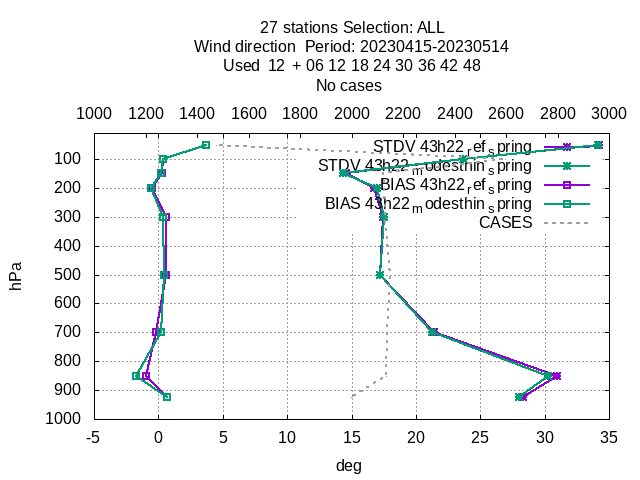 27 stations Selection: ALL
Wind direction  Period: 20230415-20230514
Used  12  + 06 12 18 24 30 36 42 48
No cases
1000 1200 1400 1600 1800 2000 2200 2400 2600 2800 3000
STDV 43h22_ref_spring
STDV 43h22_modesthin_spring
BIAS 43h22_ref_spring
BIAS 43h22_modesthin_spring
CASES
100
200
300
400
500
600
700
800
900
1000
hPa
-5 0 5 10 15 20 25 30 35
deg